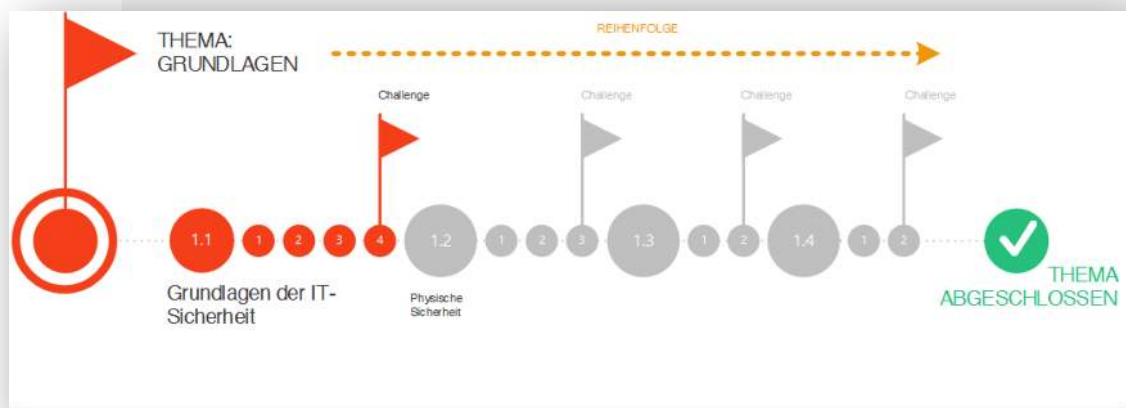 THEMA:
GRUNDLAGEN
REIHENFOLGE
Challenge
Challenge
Challenge
Challenge
1.1
1
2
3
4
1.2
1
2
3
1.3
1
2
1.4
1
2
Grundlagen der IT-
Sicherheit
Physische
Sicherheit
THEMA
ABGESCHLOSSEN